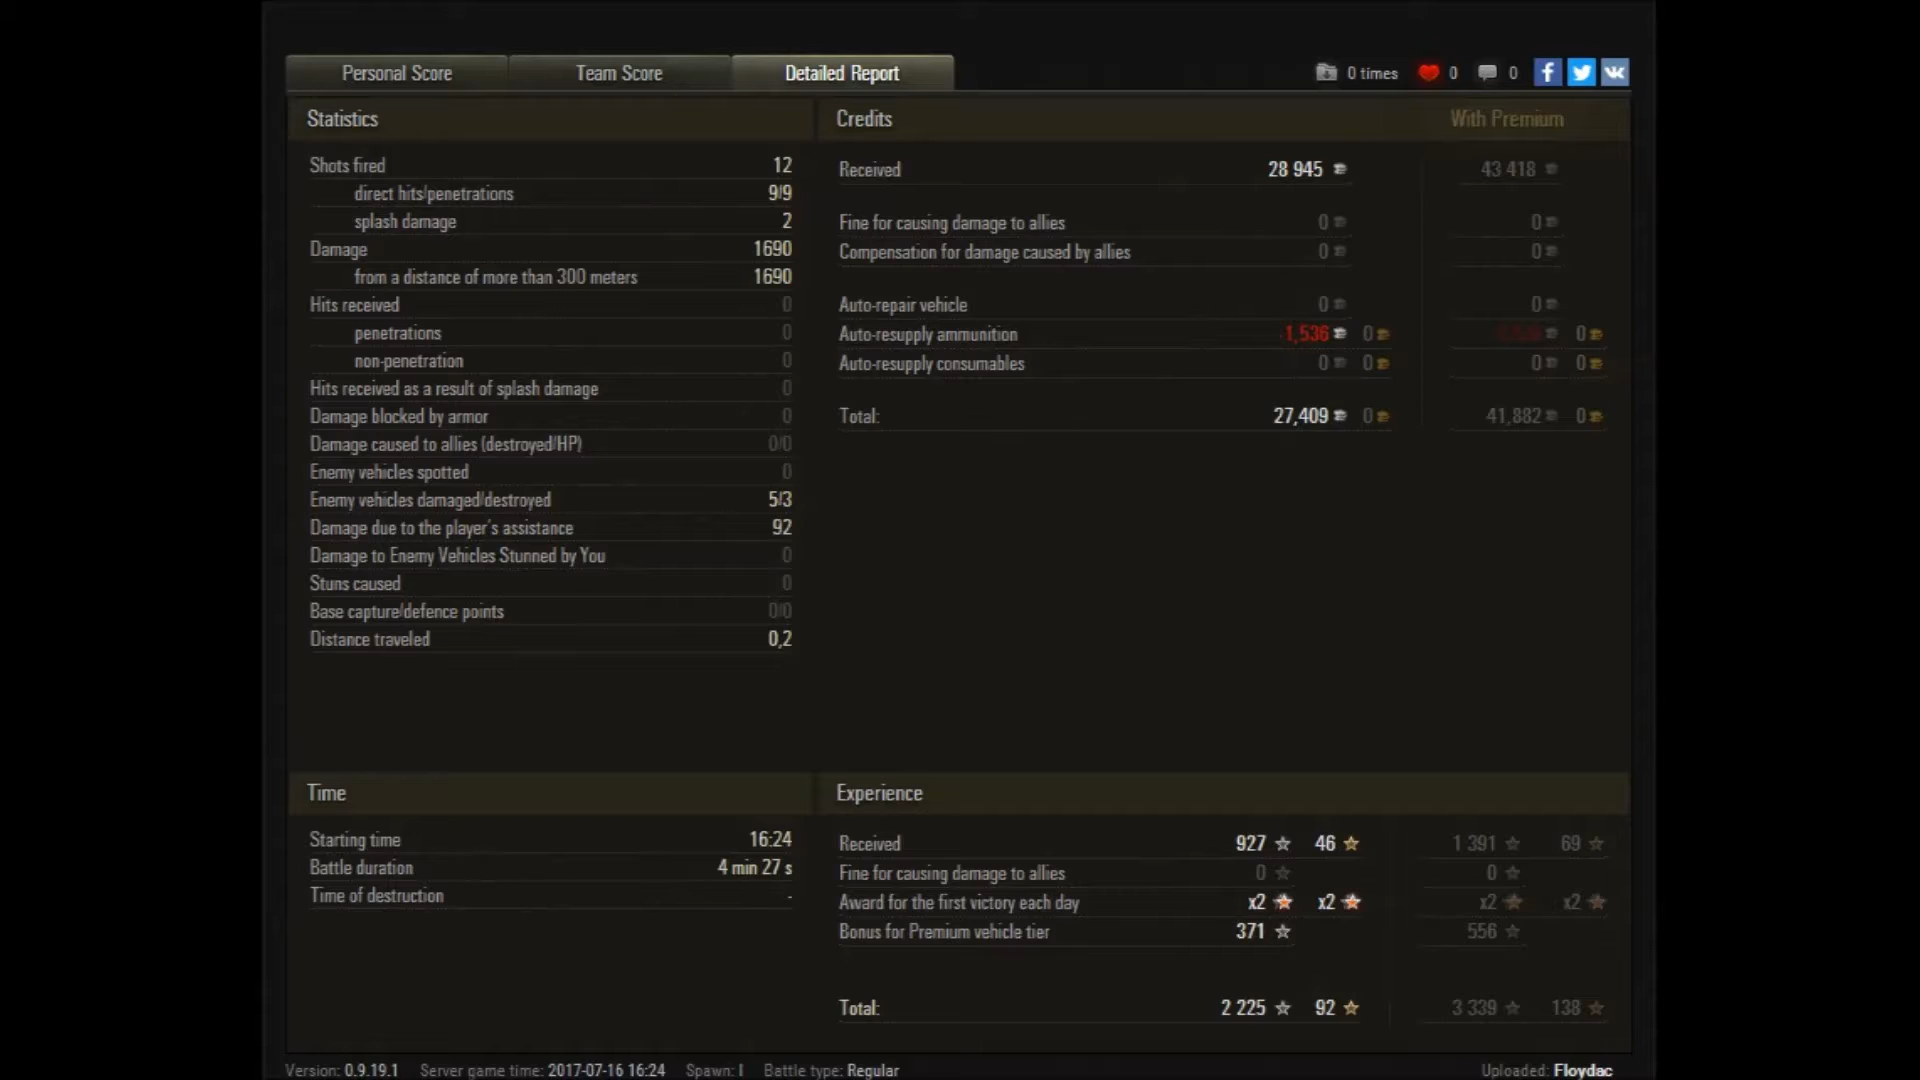 Personal Score Team Score Detailed Report 0 times 0 0
Statistics
Shots fired 12
direct hits/penetrations 9/9
splash damage 2
Damage 1690
from a distance of more than 300 meters 1690
Hits received 0
penetrations 0
non-penetration 0
Hits received as a result of splash damage 0
Damage blocked by armor 0
Damage caused to allies (destroyed/HP) 0/0
Enemy vehicles spotted 0
Enemy vehicles damaged/destroyed 5/3
Damage due to the player's assistance 92
Damage to Enemy Vehicles Stunned by You 0
Stuns caused 0
Base capture/defence points 0/0
Distance traveled 0,2
Credits With Premium
Received 28 945 43 418
Fine for causing damage to allies 0 0
Compensation for damage caused by allies 0 0
Auto-repair vehicle 0 0
Auto-resupply ammunition -1,536 0 0
Auto-resupply consumables 0 0 0 0
Total: 27,409 0 41,882 0
Time
Starting time 16:24
Battle duration 4 min 27 s
Time of destruction -
Experience
Received 927 46 1 391 69
Fine for causing damage to allies 0 0
Award for the first victory each day x2 x2 x2 x2
Bonus for Premium vehicle tier 371 556
Total: 2 225 92 3 339 138
Version: 0.9.19.1 Server game time: 2017-07-16 16:24 Spawn: I Battle type: Regular Uploaded: Floydac